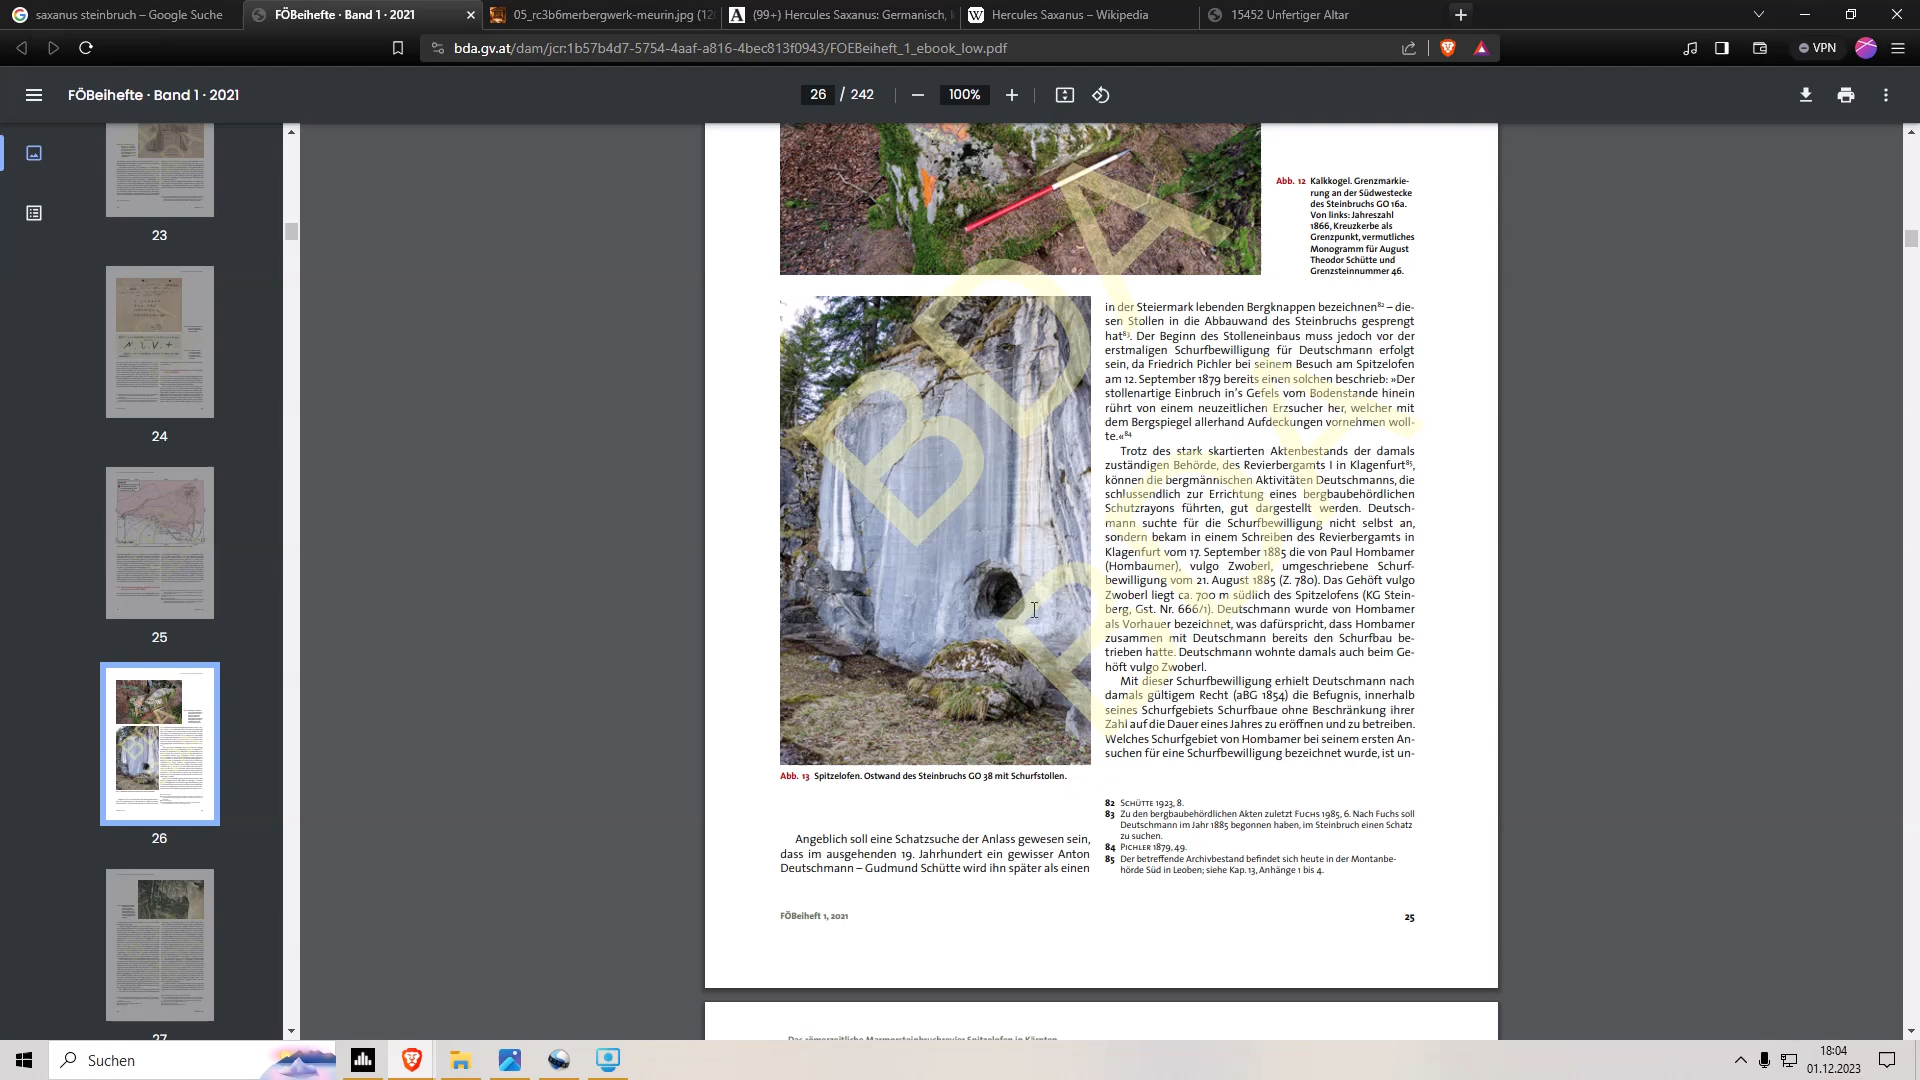 saxanus steinbruch – Google Suche
FÖBeihefte · Band 1 · 2021
05_rc3b6merbergwerk-meurin.jpg (12
(99+) Hercules Saxanus: Germanisch,
Hercules Saxanus – Wikipedia
15452 Unfertiger Altar
bda.gv.at/dam/jcr:1b57b4d7-5754-4aaf-a816-4bec813f0943/FOEBeiheft_1_ebook_low.pdf
VPN
FÖBeihefte · Band 1 · 2021
26 / 242
100%
23
24
25
26
27
Abb. 12 Kalkkogel. Grenzmarkie-
rung an der Südwestecke
des Steinbruchs GO 16a.
Von links: Jahreszahl
1866, Kreuzkerbe als
Grenzpunkt, vermutliches
Monogramm für August
Theodor Schütte und
Grenzsteinnummer 46.
BDA
Abb. 13 Spitzelofen. Ostwand des Steinbruchs GO 38 mit Schurfstollen.
Angeblich soll eine Schatzsuche der Anlass gewesen sein,
dass im ausgehenden 19. Jahrhundert ein gewisser Anton
Deutschmann – Gudmund Schütte wird ihn später als einen
in der Steiermark lebenden Bergknappen bezeichnen82 – die-
sen Stollen in die Abbauwand des Steinbruchs gesprengt
hat83. Der Beginn des Stolleneinbaus muss jedoch vor der
erstmaligen Schurfbewilligung für Deutschmann erfolgt
sein, da Friedrich Pichler bei seinem Besuch am Spitzelofen
am 12. September 1879 bereits einen solchen beschrieb: »Der
stollenartige Einbruch in's Gefels vom Bodenstande hinein
rührt von einem neuzeitlichen Erzsucher her, welcher mit
dem Bergspiegel allerhand Aufdeckungen vornehmen woll-
te.«84
Trotz des stark skartierten Aktenbestands der damals
zuständigen Behörde, des Revierbergamts I in Klagenfurt85,
können die bergmännischen Aktivitäten Deutschmanns, die
schlussendlich zur Errichtung eines bergbaubehördlichen
Schutzrayons führten, gut dargestellt werden. Deutsch-
mann suchte für die Schurfbewilligung nicht selbst an,
sondern bekam in einem Schreiben des Revierbergamts in
Klagenfurt vom 17. September 1885 die von Paul Hombamer
(Hombaumer), vulgo Zwoberl, umgeschriebene Schurf-
bewilligung vom 21. August 1885 (Z. 780). Das Gehöft vulgo
Zwoberl liegt ca. 700 m südlich des Spitzelofens (KG Stein-
berg, Gst. Nr. 666/1). Deutschmann wurde von Hombamer
als Vorhauer bezeichnet, was dafürspricht, dass Hombamer
zusammen mit Deutschmann bereits den Schurfbau be-
trieben hatte. Deutschmann wohnte damals auch beim Ge-
höft vulgo Zwoberl.
Mit dieser Schurfbewilligung erhielt Deutschmann nach
damals gültigem Recht (aBG 1854) die Befugnis, innerhalb
seines Schurfgebiets Schurfbaue ohne Beschränkung ihrer
Zahl auf die Dauer eines Jahres zu eröffnen und zu betreiben.
Welches Schurfgebiet von Hombamer bei seinem ersten An-
suchen für eine Schurfbewilligung bezeichnet wurde, ist un-
82 Schütte 1923, 8.
83 Zu den bergbaubehördlichen Akten zuletzt Fuchs 1985, 6. Nach Fuchs soll
Deutschmann im Jahr 1885 begonnen haben, im Steinbruch einen Schatz
zu suchen.
84 Pichler 1879, 49.
85 Der betreffende Archivbestand befindet sich heute in der Montanbe-
hörde Süd in Leoben; siehe Kap. 13, Anhänge 1 bis 4.
FÖBeiheft 1, 2021
25
Das römerzeitliche Marmorsteinbruchrevier Spitzelofen in Kärnten
Suchen
18:04
01.12.2023